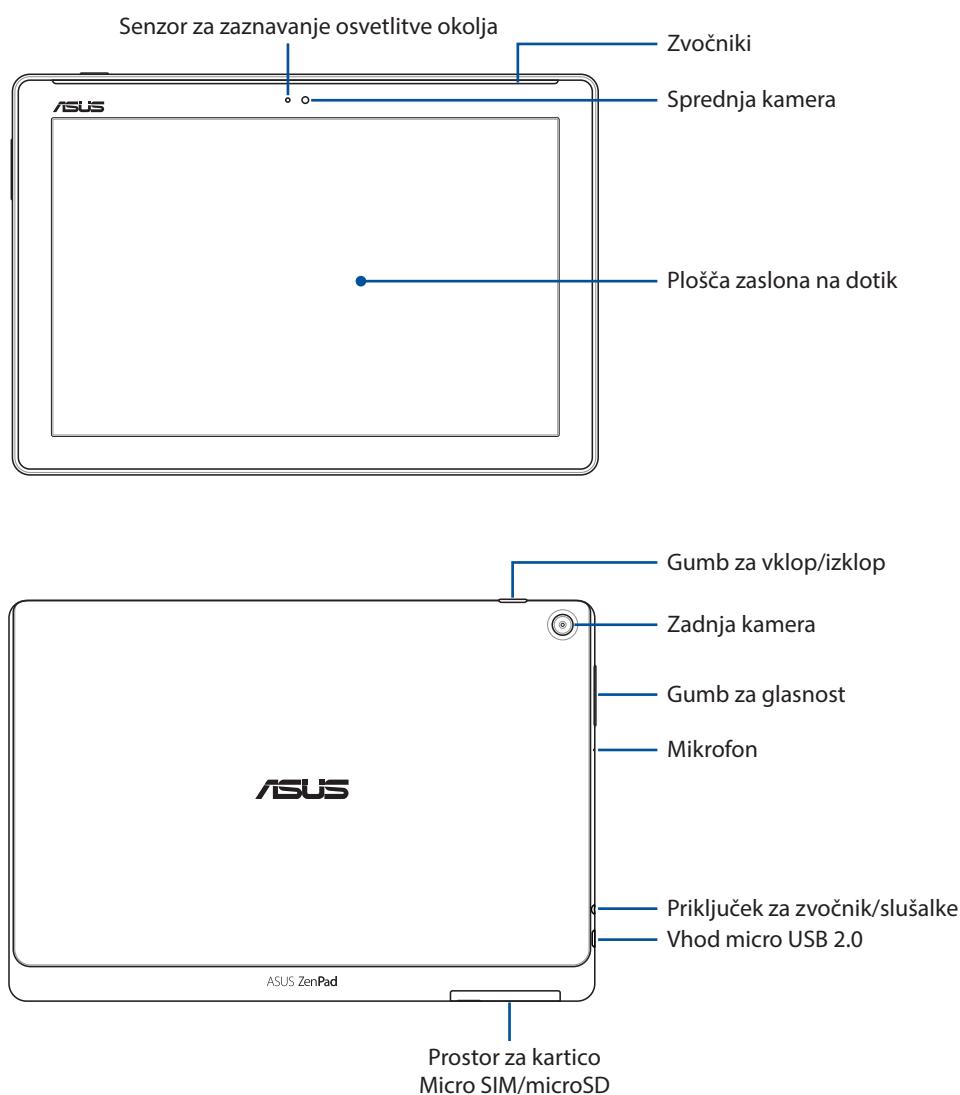 Senzor za zaznavanje osvetlitve okolja
Zvočniki
Sprednja kamera
ASUS
Plošča zaslona na dotik
Gumb za vklop/izklop
Zadnja kamera
Gumb za glasnost
Mikrofon
ASUS
Priključek za zvočnik/slušalke
Vhod micro USB 2.0
ASUS ZenPad
Prostor za kartico
Micro SIM/microSD